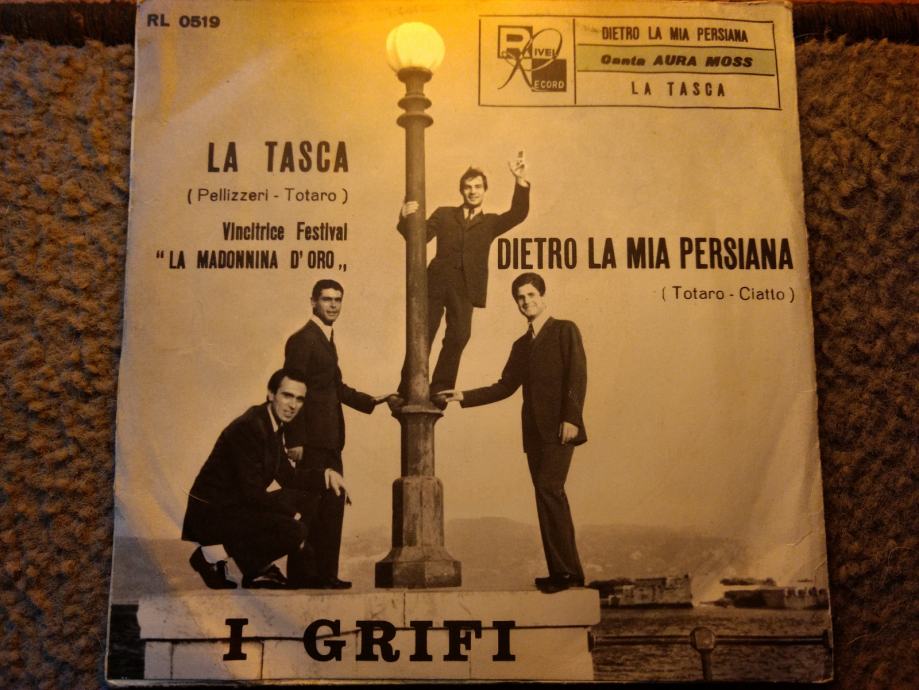 RL 0519
RIVEL
RECORD
DIETRO LA MIA PERSIANA
Canta AURA MOSS
LA TASCA
LA TASCA
( Pellizzeri - Totaro )
Vincitrice Festival
“ LA MADONNINA D' ORO „
DIETRO LA MIA PERSIANA
( Totaro - Ciatto )
I GRIFI